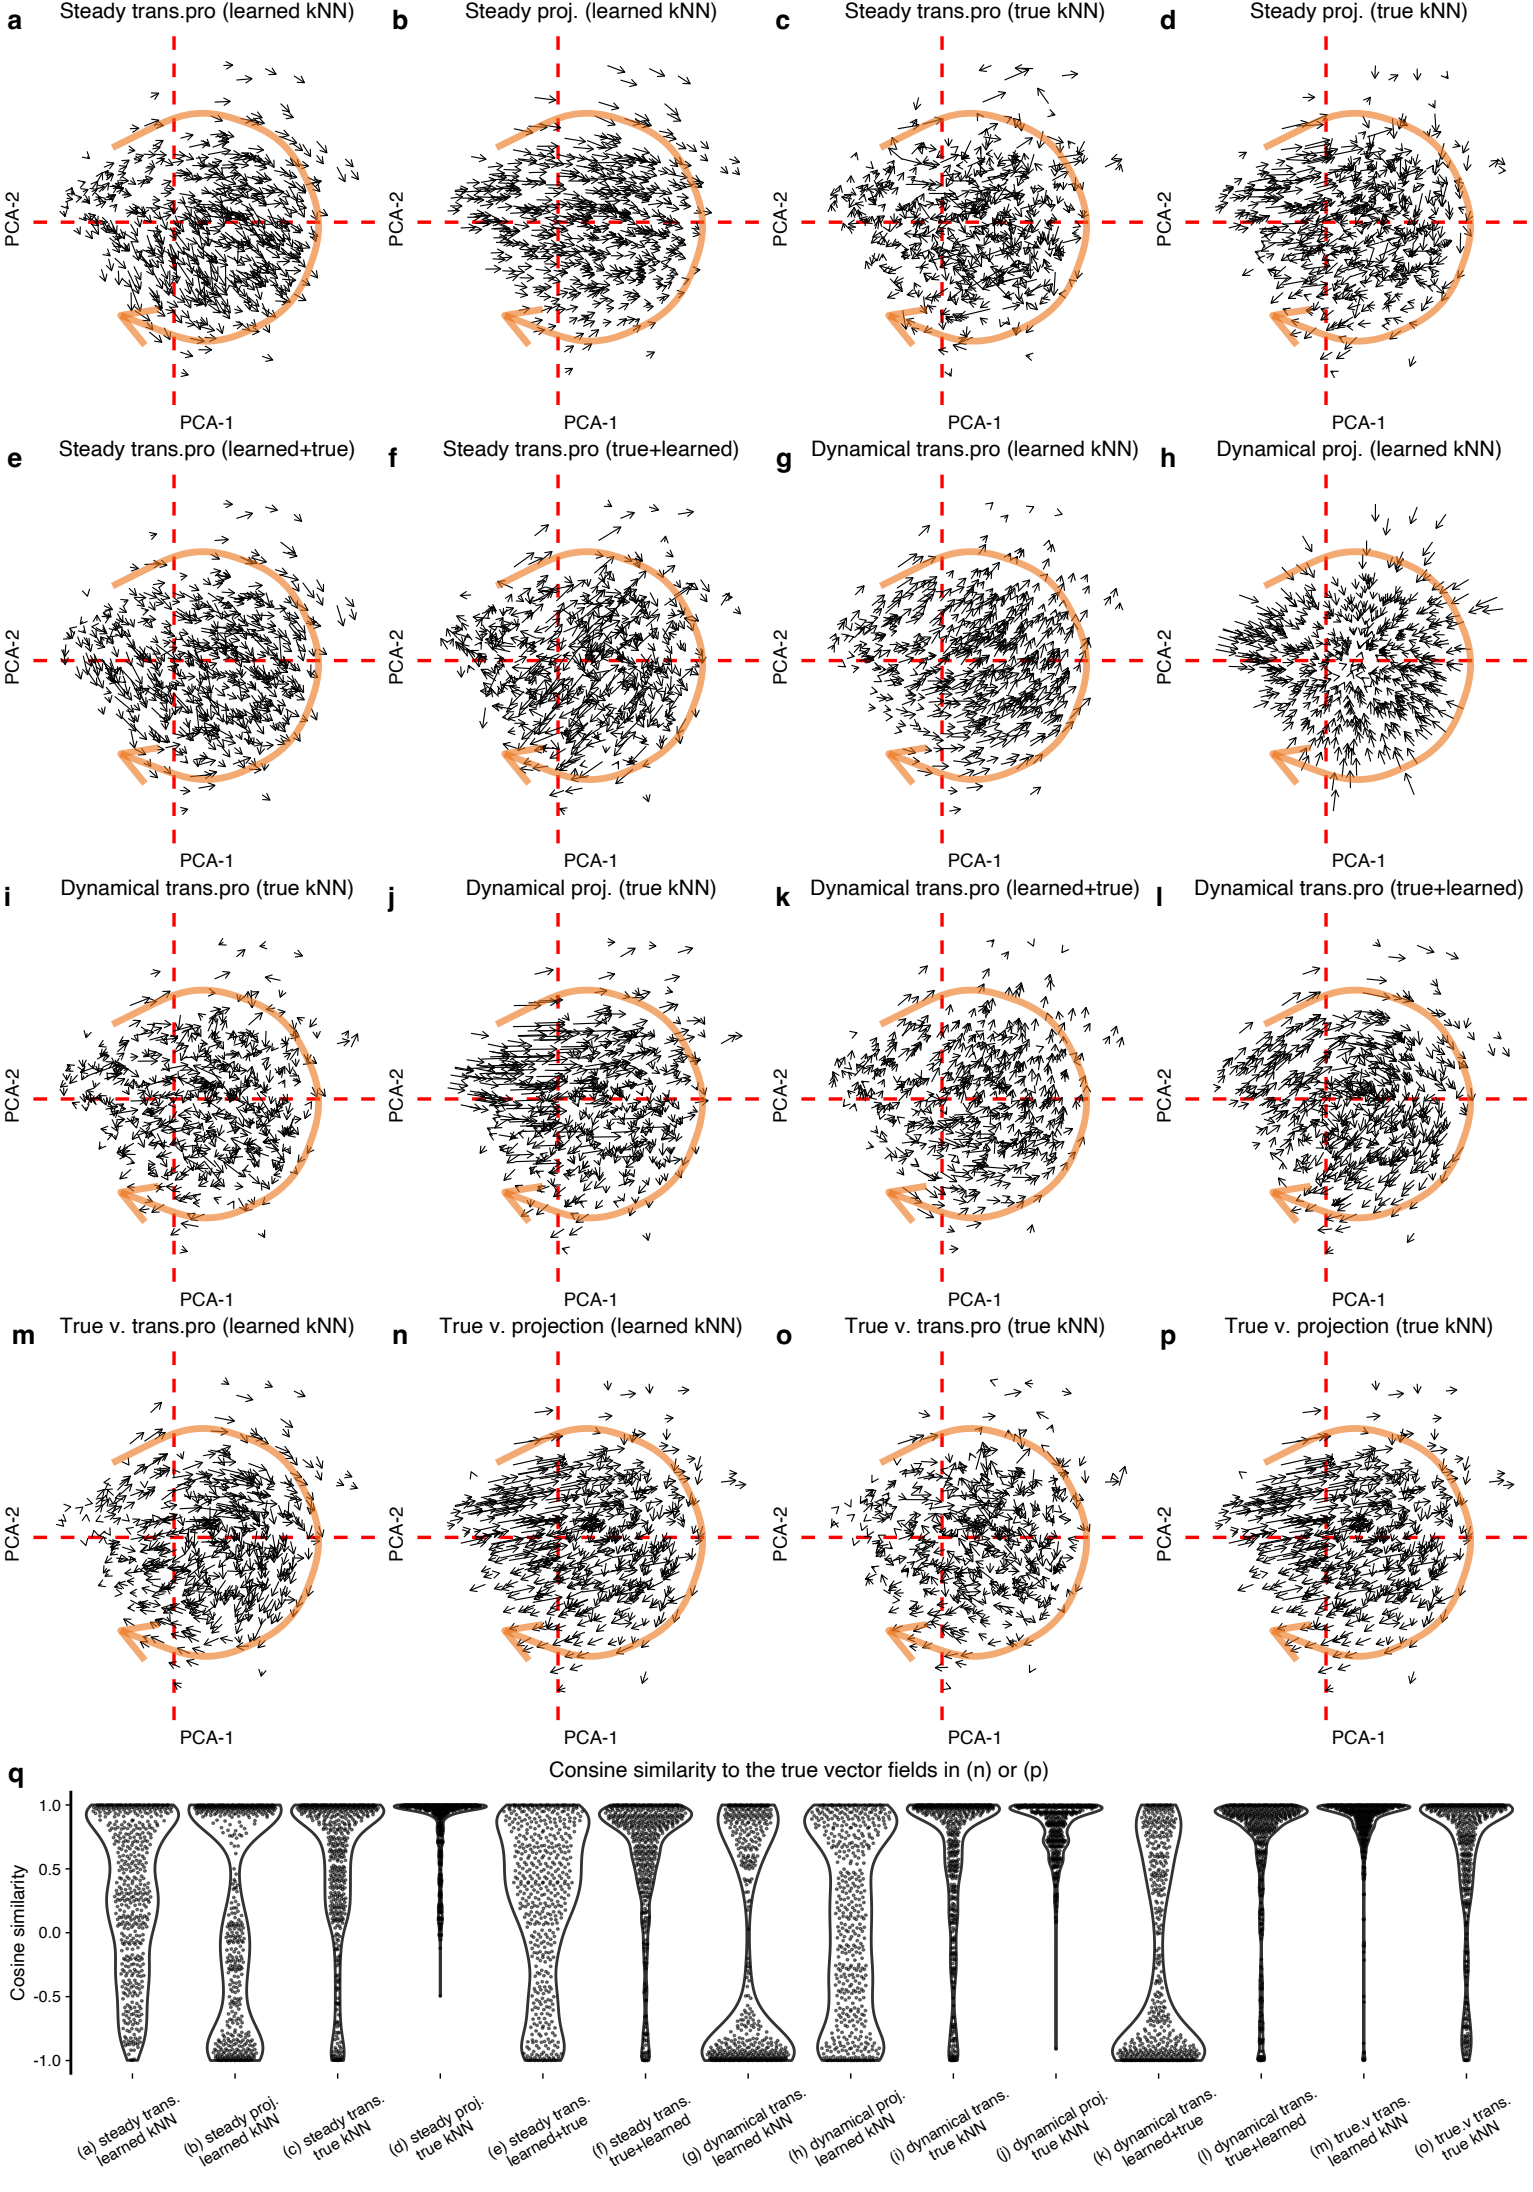 a Steady trans.pro (learned kNN)
b Steady proj. (learned kNN)
c Steady trans.pro (true kNN)
d Steady proj. (true kNN)
PCA-2
PCA-2
PCA-2
PCA-2
PCA-1
PCA-1
PCA-1
PCA-1
e Steady trans.pro (learned+true)
f Steady trans.pro (true+learned)
g Dynamical trans.pro (learned kNN)
h Dynamical proj. (learned kNN)
PCA-2
PCA-2
PCA-2
PCA-2
PCA-1
PCA-1
PCA-1
PCA-1
i Dynamical trans.pro (true kNN)
j Dynamical proj. (true kNN)
k Dynamical trans.pro (learned+true)
l Dynamical trans.pro (true+learned)
PCA-2
PCA-2
PCA-2
PCA-2
PCA-1
PCA-1
PCA-1
PCA-1
m True v. trans.pro (learned kNN)
n True v. projection (learned kNN)
o True v. trans.pro (true kNN)
p True v. projection (true kNN)
PCA-2
PCA-2
PCA-2
PCA-2
PCA-1
PCA-1
PCA-1
PCA-1
q Consine similarity to the true vector fields in (n) or (p)
Cosine similarity
1.0
0.5
0.0
-0.5
-1.0
(a) steady trans.
learned kNN
(b) steady proj.
learned kNN
(c) steady trans.
true kNN
(d) steady proj.
true kNN
(e) steady trans.
learned+true
(f) steady trans.
true+learned
(g) dynamical trans.
learned kNN
(h) dynamical proj.
learned kNN
(i) dynamical trans.
true kNN
(j) dynamical proj.
true kNN
(k) dynamical trans.
learned+true
(l) dynamical trans.
true+learned
(m) true.v trans.
learned kNN
(o) true.v trans.
true kNN